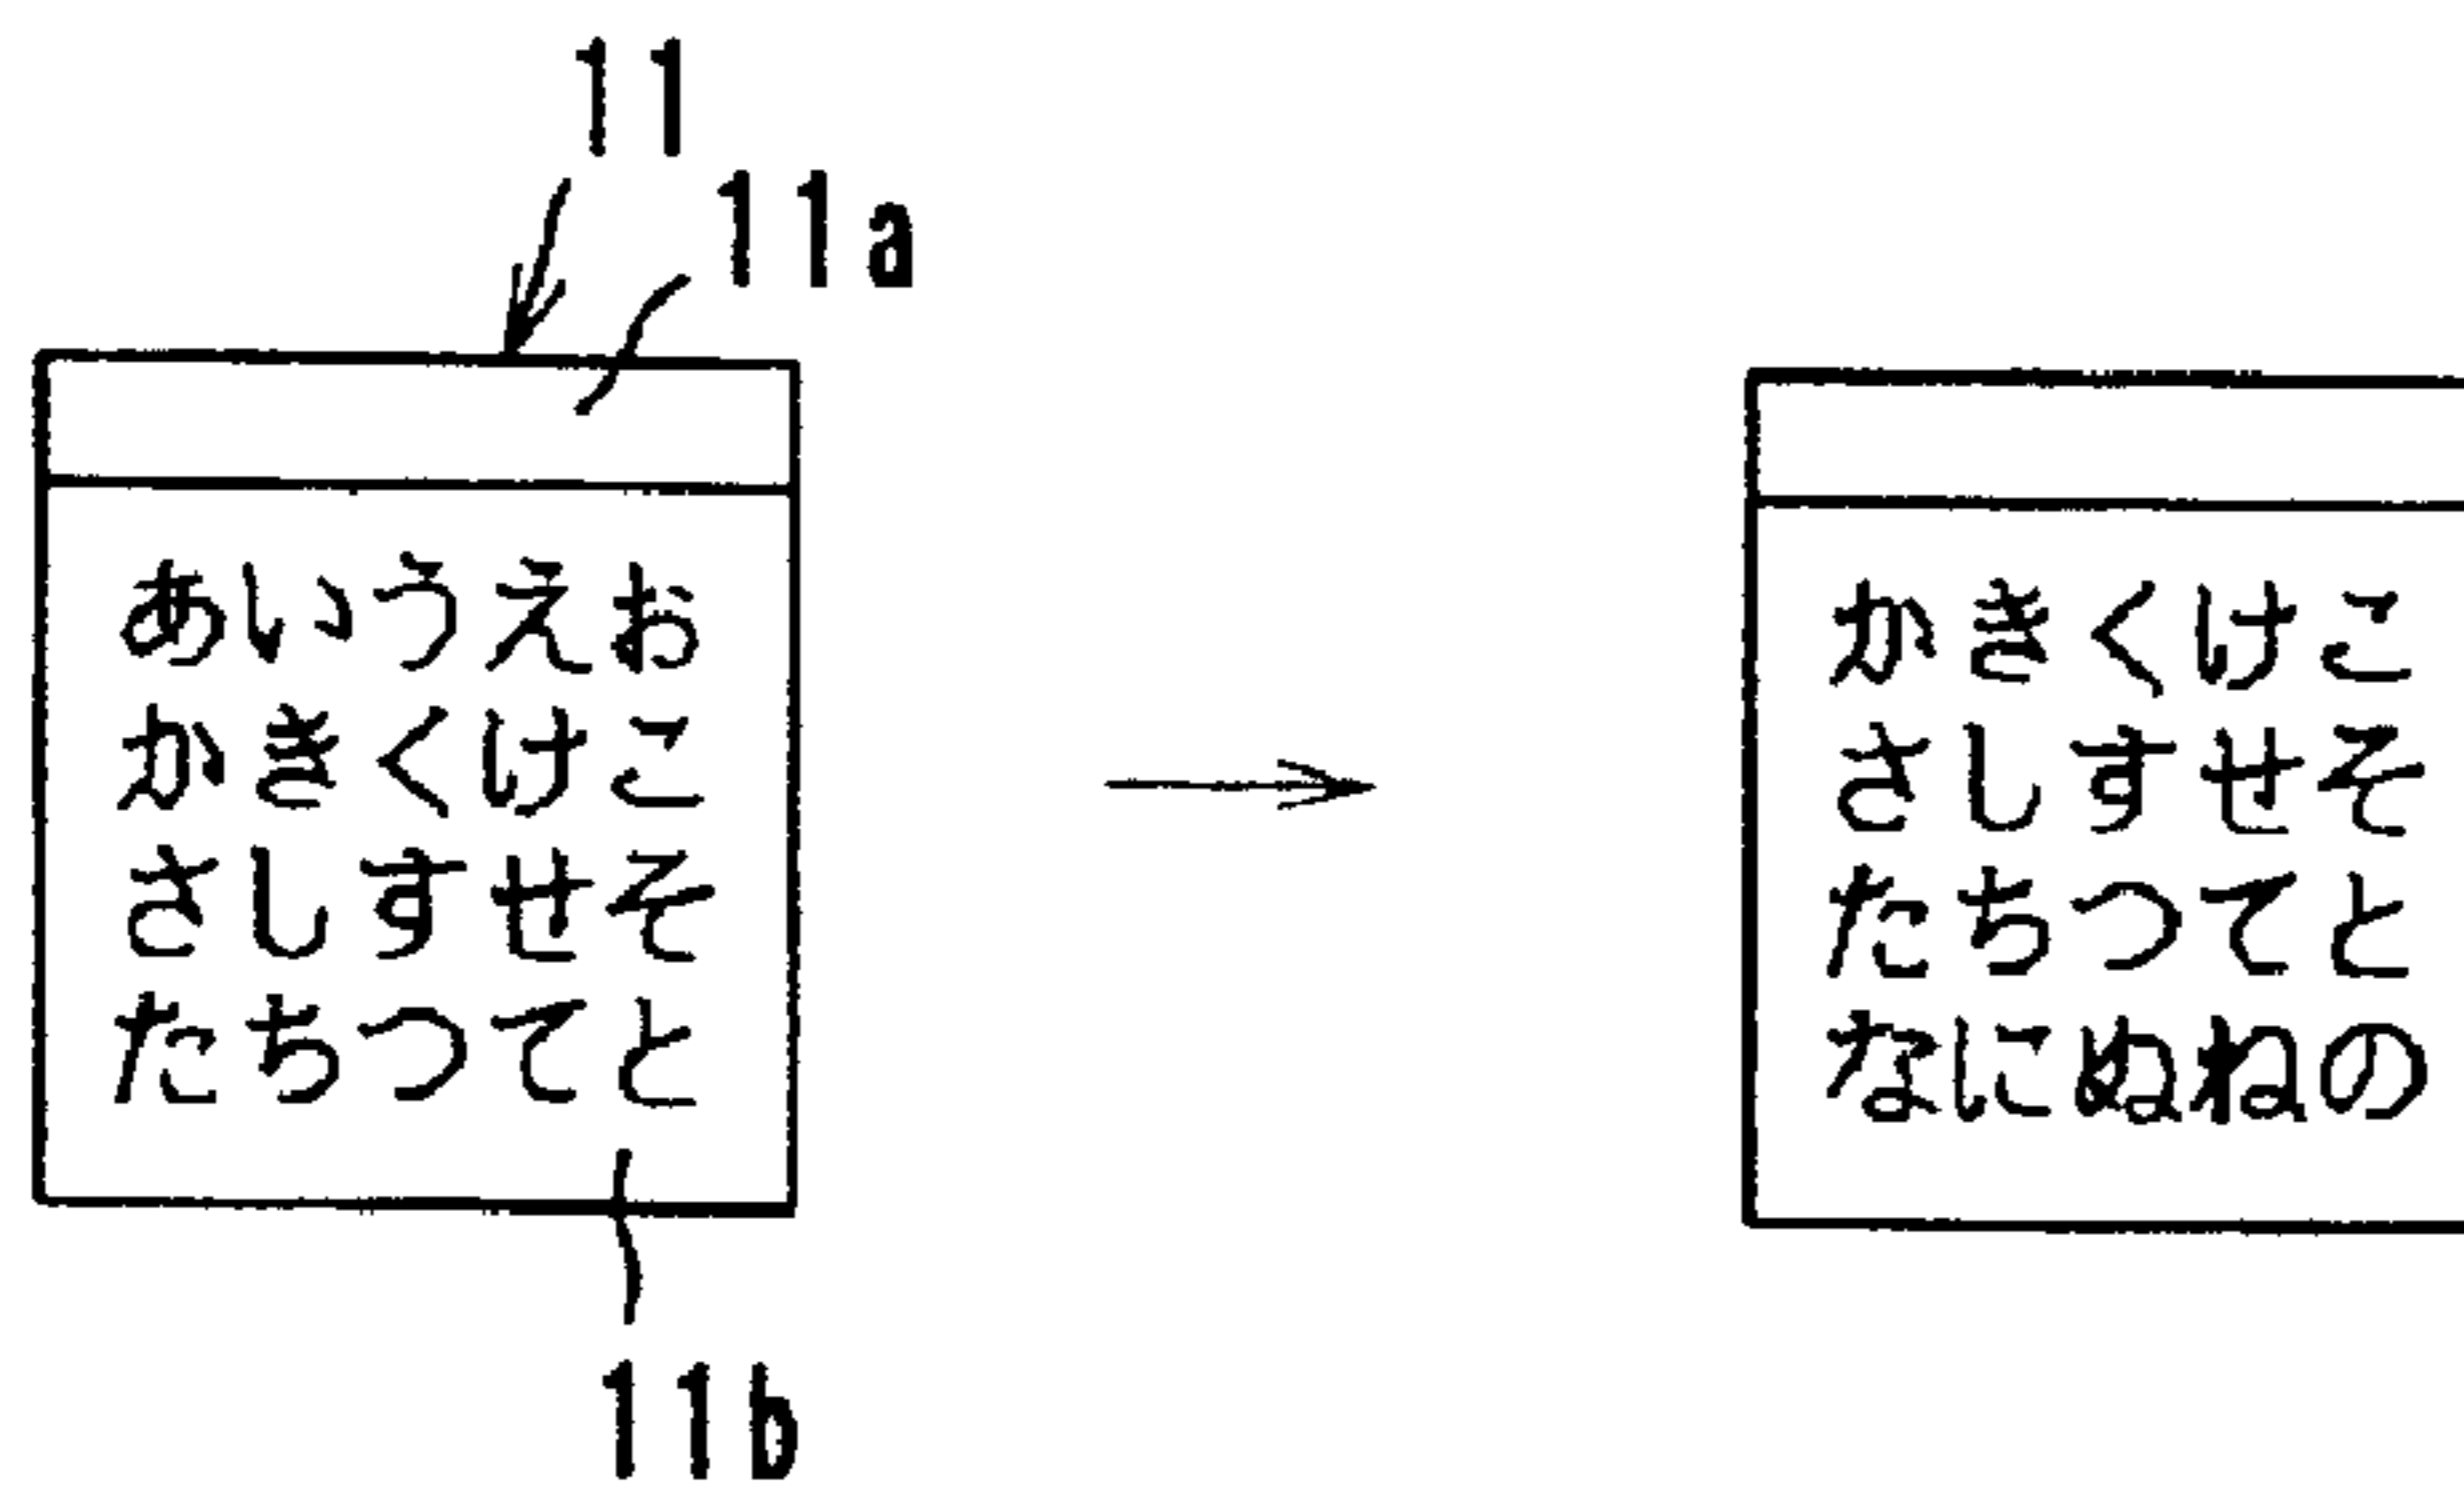 11
11a
あいうえお
かきくけこ
さしすせそ
たちつてと
11b
かきくけこ
さしすせそ
たちつてと
なにぬねの